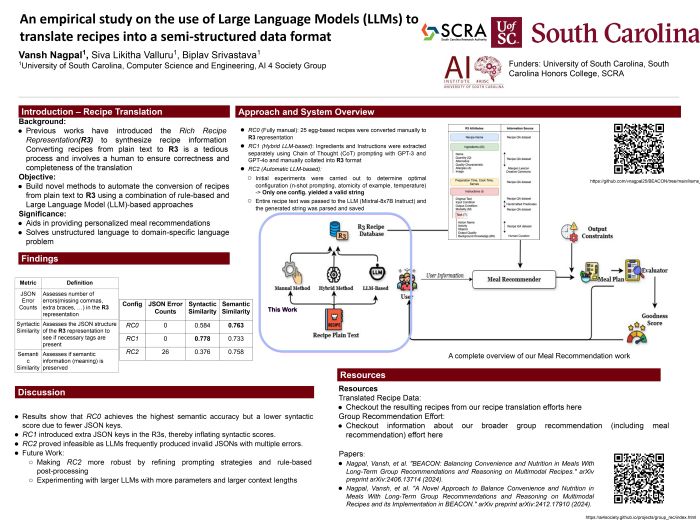 An empirical study on the use of Large Language Models (LLMs) to
translate recipes into a semi-structured data format
Vansh Nagpal1, Siva Likitha Valluru1, Biplav Srivastava1
1University of South Carolina, Computer Science and Engineering, AI 4 Society Group
SCRA
UofSC
South Carolina
AI INSTITUTE
UNIVERSITY OF SOUTH CAROLINA
Funders: University of South Carolina, South
Carolina Honors College, SCRA
Introduction – Recipe Translation
Background:
● Previous works have introduced the Rich Recipe
Representation(R3) to synthesize recipe information
Converting recipes from plain text to R3 is a tedious
process and involves a human to ensure correctness and
completeness of the translation
Objective:
● Build novel methods to automate the conversion of recipes
from plain text to R3 using a combination of rule-based and
Large Language Model (LLM)-based approaches
Significance:
● Aids in providing personalized meal recommendations
● Solves unstructured language to domain-specific language
problem
Findings
Metric Definition
JSON Error Counts Assesses number of errors(missing commas, extra braces, …) in the R3 representation
Syntactic Similarity Assesses the JSON structure of the R3 representation to see if necessary tags are present
Semantic Similarity Assesses if semantic information (meaning) is preserved
Config JSON Error Counts Syntactic Similarity Semantic Similarity
RC0 0 0.584 0.763
RC1 0 0.778 0.733
RC2 26 0.376 0.758
Discussion
● Results show that RC0 achieves the highest semantic accuracy but a lower syntactic
score due to fewer JSON keys.
● RC1 introduced extra JSON keys in the R3s, thereby inflating syntactic scores.
● RC2 proved infeasible as LLMs frequently produced invalid JSONs with multiple errors.
● Future Work:
○ Making RC2 more robust by refining prompting strategies and rule-based
post-processing
○ Experimenting with larger LLMs with more parameters and larger context lengths
Approach and System Overview
● RC0 (Fully manual): 25 egg-based recipes were converted manually to
R3 representation
● RC1 (Hybrid LLM-based): Ingredients and Instructions were extracted
separately using Chain of Thought (CoT) prompting with GPT-3 and
GPT-4o and manually collated into R3 format
● RC2 (Automatic LLM-based):
○ Initial experiments were carried out to determine optimal
configuration (n-shot prompting, atomicity of example, temperature)
-> Only one config. yielded a valid string
○ Entire recipe text was passed to the LLM (Mixtral-8x7B Instruct) and
the generated string was parsed and saved
R3 Attributes Information Source
Recipe Name
Ingredients
Instructions
R3
R3 Recipe
Database
LLM
Manual Method
Hybrid Method
LLM-Based
This Work
RECIPE
Recipe Plain Text
User
User Information
Meal Recommender
Output
Constraints
Meal Plan
Evaluator
Goodness
Score
A complete overview of our Meal Recommendation work
Resources
Resources
Translated Recipe Data:
● Checkout the resulting recipes from our recipe translation efforts here
Group Recommendation Effort:
● Checkout information about our broader group recommendation (including meal
recommendation) effort here
Papers:
● Nagpal, Vansh, et al. "BEACON: Balancing Convenience and Nutrition in Meals With
Long-Term Group Recommendations and Reasoning on Multimodal Recipes." arXiv
preprint arXiv:2406.13714 (2024).
● Nagpal, Vansh, et al. "A Novel Approach to Balance Convenience and Nutrition in
Meals With Long-Term Group Recommendations and Reasoning on Multimodal
Recipes and its Implementation in BEACON." arXiv preprint arXiv:2412.17910 (2024).